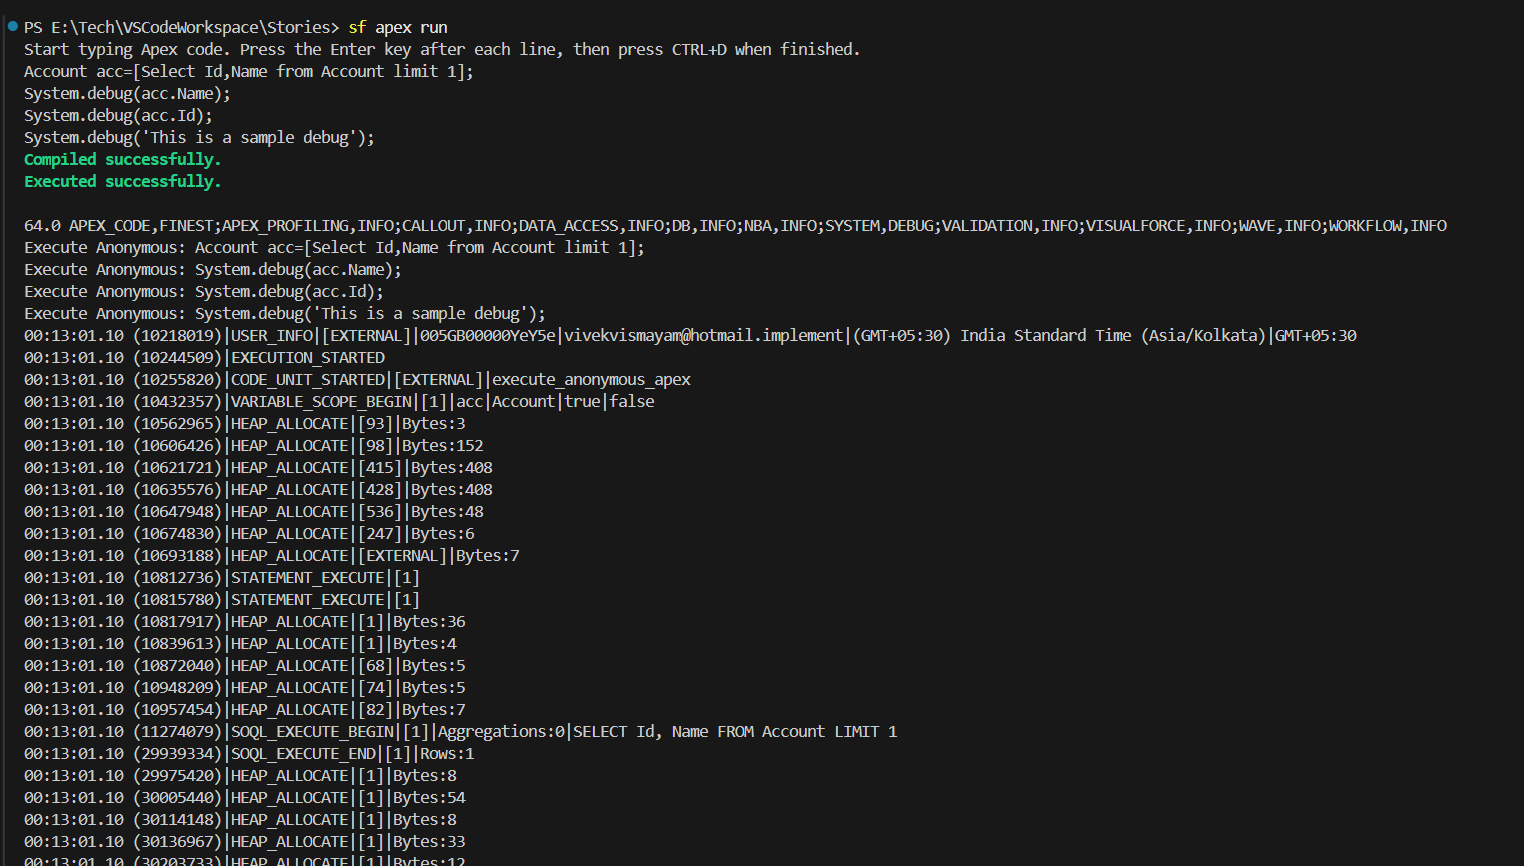 PS E:\Tech\VSCodeWorkspace\Stories> sf apex run
Start typing Apex code. Press the Enter key after each line, then press CTRL+D when finished.
Account acc=[Select Id,Name from Account limit 1];
System.debug(acc.Name);
System.debug(acc.Id);
System.debug('This is a sample debug');
Compiled successfully.
Executed successfully.
64.0 APEX_CODE,FINEST;APEX_PROFILING,INFO;CALLOUT,INFO;DATA_ACCESS,INFO;DB,INFO;NBA,INFO;SYSTEM,DEBUG;VALIDATION,INFO;VISUALFORCE,INFO;WAVE,INFO;WORKFLOW,INFO
Execute Anonymous: Account acc=[Select Id,Name from Account limit 1];
Execute Anonymous: System.debug(acc.Name);
Execute Anonymous: System.debug(acc.Id);
Execute Anonymous: System.debug('This is a sample debug');
00:13:01.10 (10218019)|USER_INFO|[EXTERNAL]|005GB00000YeY5e|vivekvismayam@hotmail.implement|(GMT+05:30) India Standard Time (Asia/Kolkata)|GMT+05:30
00:13:01.10 (10244509)|EXECUTION_STARTED
00:13:01.10 (10255820)|CODE_UNIT_STARTED|[EXTERNAL]|execute_anonymous_apex
00:13:01.10 (10432357)|VARIABLE_SCOPE_BEGIN|[1]|acc|Account|true|false
00:13:01.10 (10562965)|HEAP_ALLOCATE|[93]|Bytes:3
00:13:01.10 (10606426)|HEAP_ALLOCATE|[98]|Bytes:152
00:13:01.10 (10621721)|HEAP_ALLOCATE|[415]|Bytes:408
00:13:01.10 (10635576)|HEAP_ALLOCATE|[428]|Bytes:408
00:13:01.10 (10647948)|HEAP_ALLOCATE|[536]|Bytes:48
00:13:01.10 (10674830)|HEAP_ALLOCATE|[247]|Bytes:6
00:13:01.10 (10693188)|HEAP_ALLOCATE|[EXTERNAL]|Bytes:7
00:13:01.10 (10812736)|STATEMENT_EXECUTE|[1]
00:13:01.10 (10815780)|STATEMENT_EXECUTE|[1]
00:13:01.10 (10817917)|HEAP_ALLOCATE|[1]|Bytes:36
00:13:01.10 (10839613)|HEAP_ALLOCATE|[1]|Bytes:4
00:13:01.10 (10872040)|HEAP_ALLOCATE|[68]|Bytes:5
00:13:01.10 (10948209)|HEAP_ALLOCATE|[74]|Bytes:5
00:13:01.10 (10957454)|HEAP_ALLOCATE|[82]|Bytes:7
00:13:01.10 (11274079)|SOQL_EXECUTE_BEGIN|[1]|Aggregations:0|SELECT Id, Name FROM Account LIMIT 1
00:13:01.10 (29939334)|SOQL_EXECUTE_END|[1]|Rows:1
00:13:01.10 (29975420)|HEAP_ALLOCATE|[1]|Bytes:8
00:13:01.10 (30005440)|HEAP_ALLOCATE|[1]|Bytes:54
00:13:01.10 (30114148)|HEAP_ALLOCATE|[1]|Bytes:8
00:13:01.10 (30136967)|HEAP_ALLOCATE|[1]|Bytes:33
00:13:01.10 (30203733)|HEAP_ALLOCATE|[1]|Bytes:12